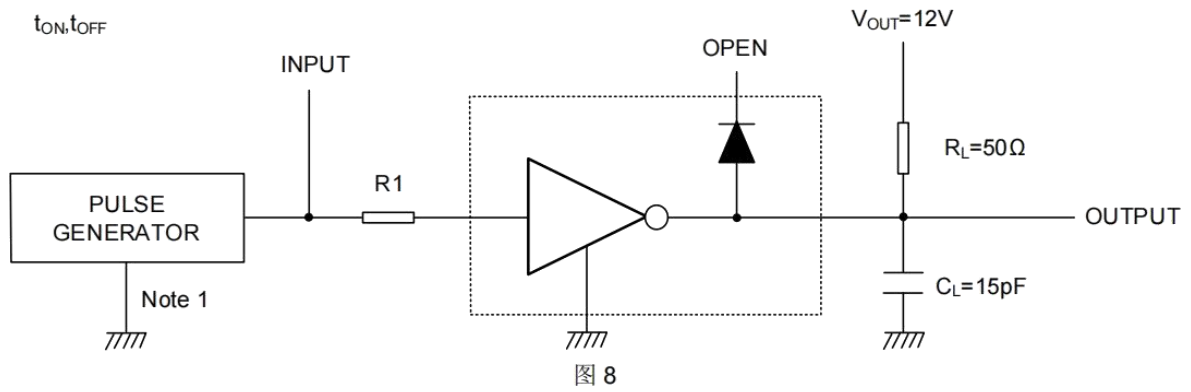 tON,tOFF
VOUT=12V
OPEN
INPUT
RL=50Ω
R1
PULSE
GENERATOR
OUTPUT
Note 1
CL=15pF
图 8